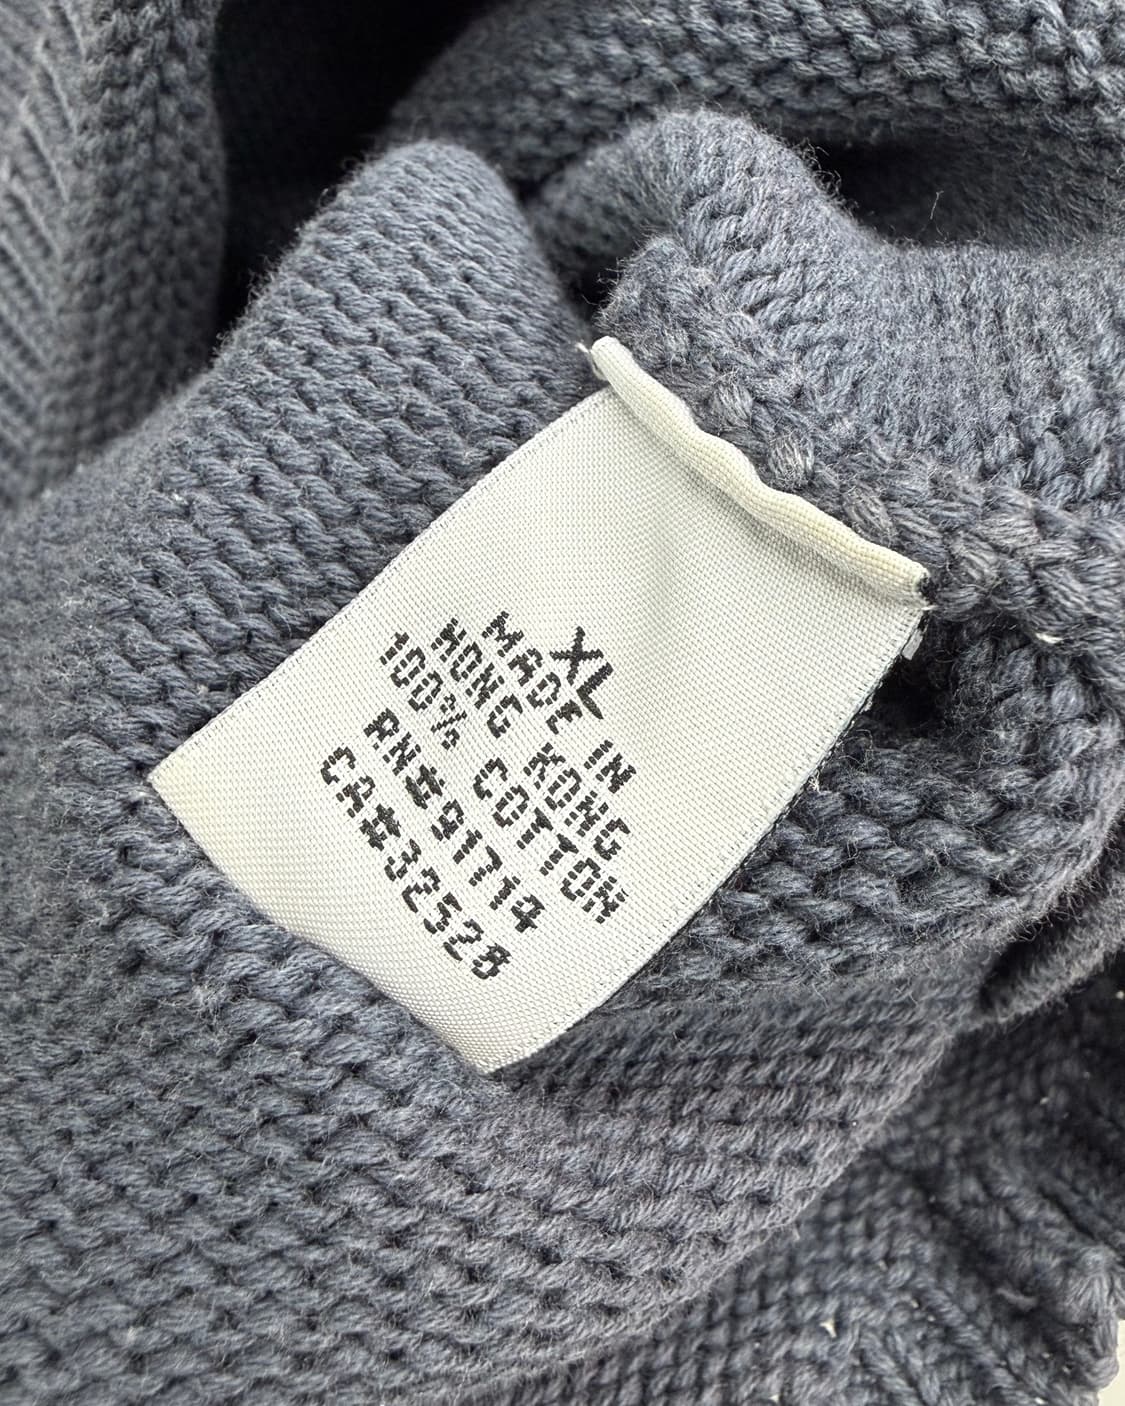 XL
MADE IN
HONG KONG
100% COTTON
RN#91714
CA#32528